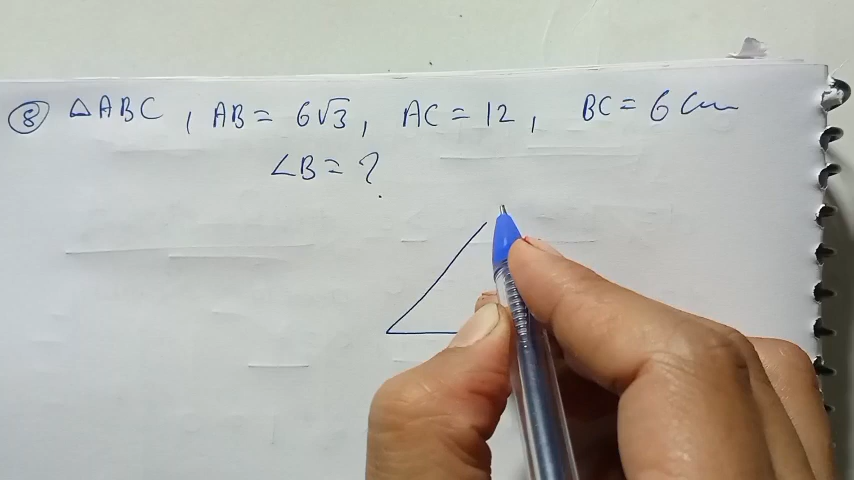 ⑧ △ABC, AB = 6√3, AC = 12, BC = 6 cm
∠B = ?